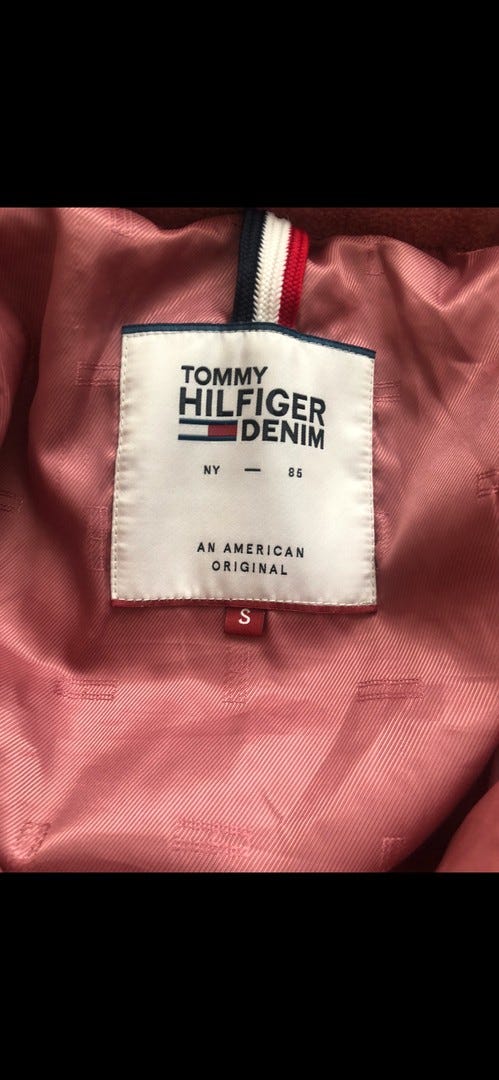 TOMMY
HILFIGER
DENIM
NY — 85
AN AMERICAN
ORIGINAL
S